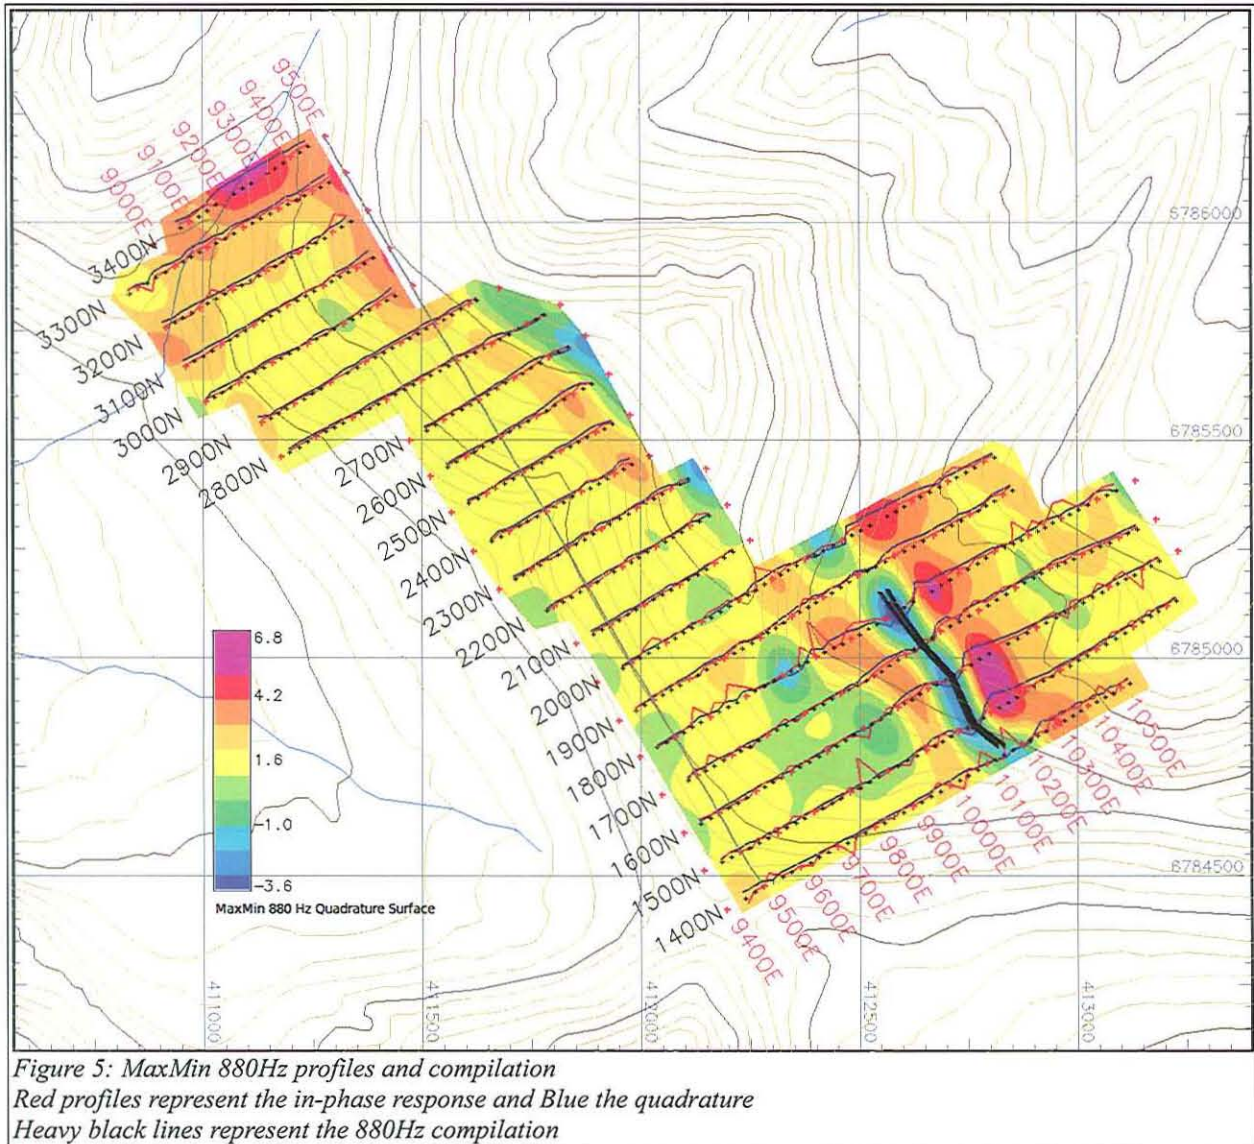 9500E
9400E
9300E
9200E
9100E
9000E
6786000
3400N
3300N
3200N
3100N
3000N
2900N
2800N
6785500
2700N
2600N
2500N
2400N
2300N
2200N
2100N
2000N
1900N
1800N
1700N
1600N
1500N
1400N
6785000
6784500
10500E
10400E
10300E
10200E
10100E
10000E
9900E
9800E
9700E
9600E
9500E
9400E
6.8
4.2
1.6
-1.0
-3.6
MaxMin 880 Hz Quadrature Surface
411000
411500
412000
412500
413000
Figure 5: MaxMin 880Hz profiles and compilation
Red profiles represent the in-phase response and Blue the quadrature
Heavy black lines represent the 880Hz compilation